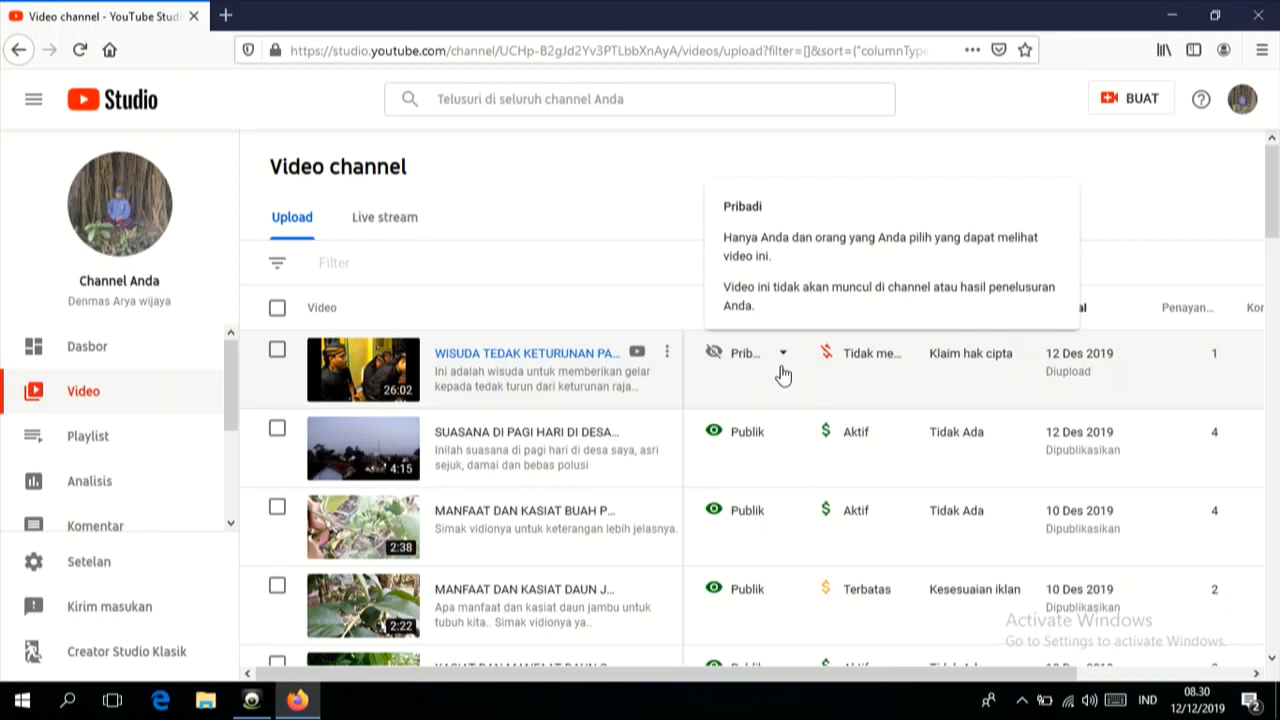 Video channel - YouTube Studi
https://studio.youtube.com/channel/UCHp-B2gJd2Yv3PTLbbXnAyA/videos/upload?filter=[]&sort={"columnType
Studio
Telusuri di seluruh channel Anda
BUAT
Channel Anda
Denmas Arya wijaya
Dasbor
Video
Playlist
Analisis
Komentar
Setelan
Kirim masukan
Creator Studio Klasik
Video channel
Upload Live stream
Filter
Pribadi
Hanya Anda dan orang yang Anda pilih yang dapat melihat
video ini.
Video ini tidak akan muncul di channel atau hasil penelusuran
Anda.
Video al Penayan... Kor
26:02
WISUDA TEDAK KETURUNAN PA...
Ini adalah wisuda untuk memberikan gelar
kepada tedak turun dari keturunan raja...
Prib... Tidak me... Klaim hak cipta 12 Des 2019 1
Diupload
4:15
SUASANA DI PAGI HARI DI DESA...
Inilah suasana di pagi hari di desa saya, asri
sejuk, damai dan bebas polusi
Publik Aktif Tidak Ada 12 Des 2019 4
Dipublikasikan
2:38
MANFAAT DAN KASIAT BUAH P...
Simak vidionya untuk keterangan lebih jelasnya.
Publik Aktif Tidak Ada 10 Des 2019 4
Dipublikasikan
2:22
MANFAAT DAN KASIAT DAUN J...
Apa manfaat dan kasiat daun jambu untuk
tubuh kita.. Simak vidionya ya..
Publik Terbatas Kesesuaian iklan 10 Des 2019 2
Dipublikasikan
Activate Windows
Go to Settings to activate Windows.
IND
08.30
12/12/2019
2